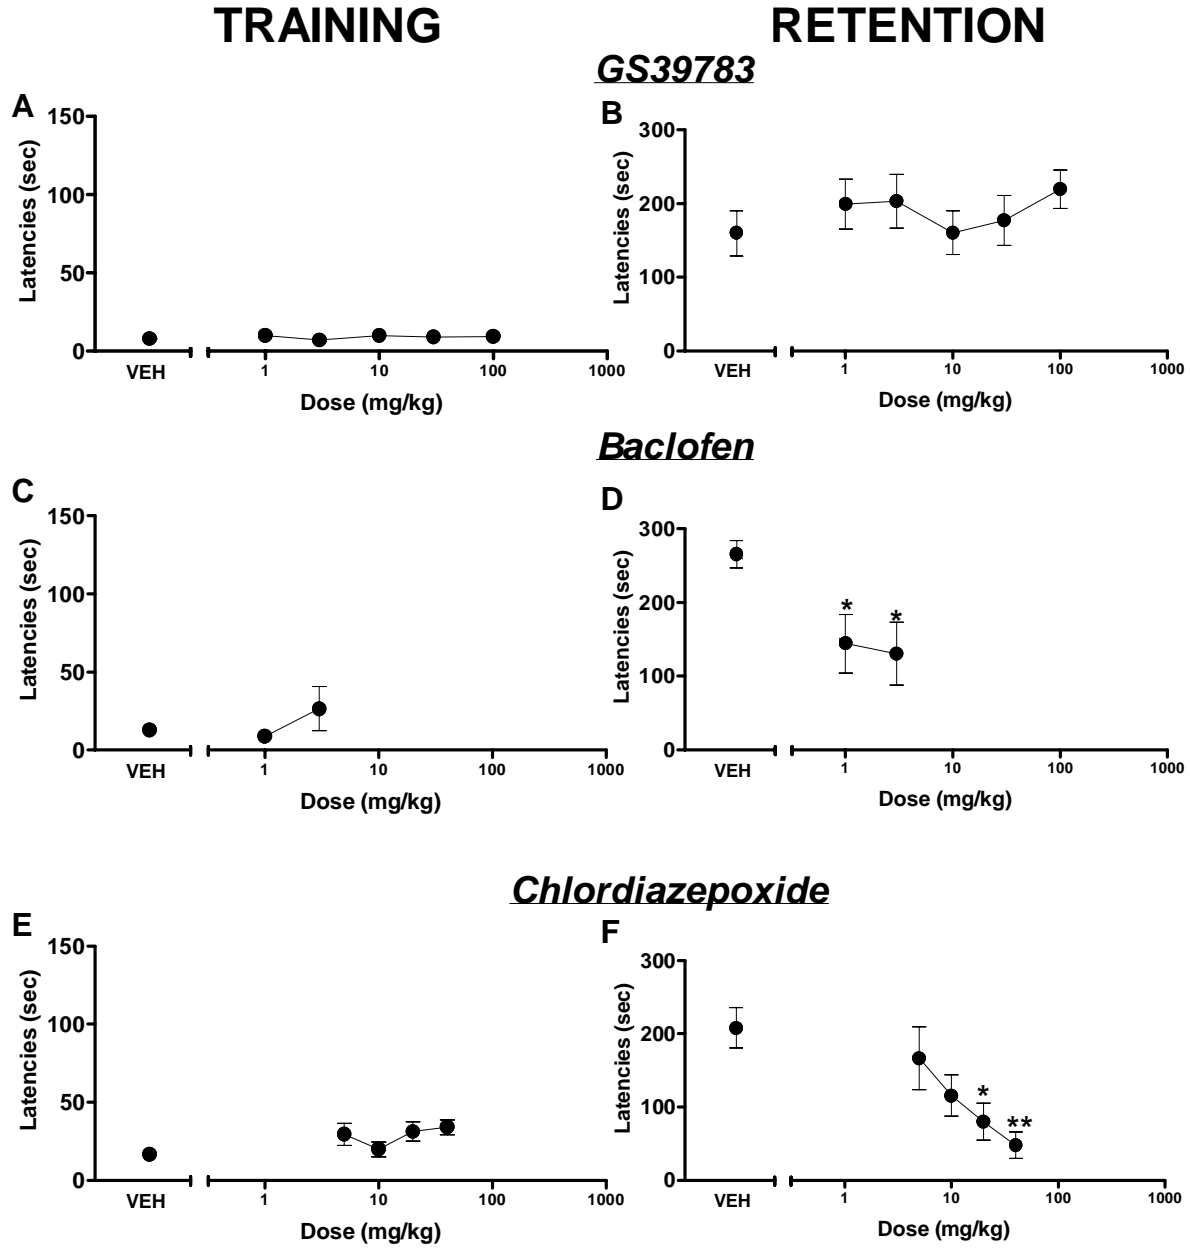 TRAINING RETENTION
GS39783
A
150
100
50
0
Latencies (sec)
VEH 1 10 100 1000
Dose (mg/kg)
B
300
200
100
0
Latencies (sec)
VEH 1 10 100 1000
Dose (mg/kg)
Baclofen
C
150
100
50
0
Latencies (sec)
VEH 1 10 100 1000
Dose (mg/kg)
D
300
200
100
0
Latencies (sec)
* *
VEH 1 10 100 1000
Dose (mg/kg)
Chlordiazepoxide
E
150
100
50
0
Latencies (sec)
VEH 1 10 100 1000
Dose (mg/kg)
F
300
200
100
0
Latencies (sec)
* **
VEH 1 10 100 1000
Dose (mg/kg)